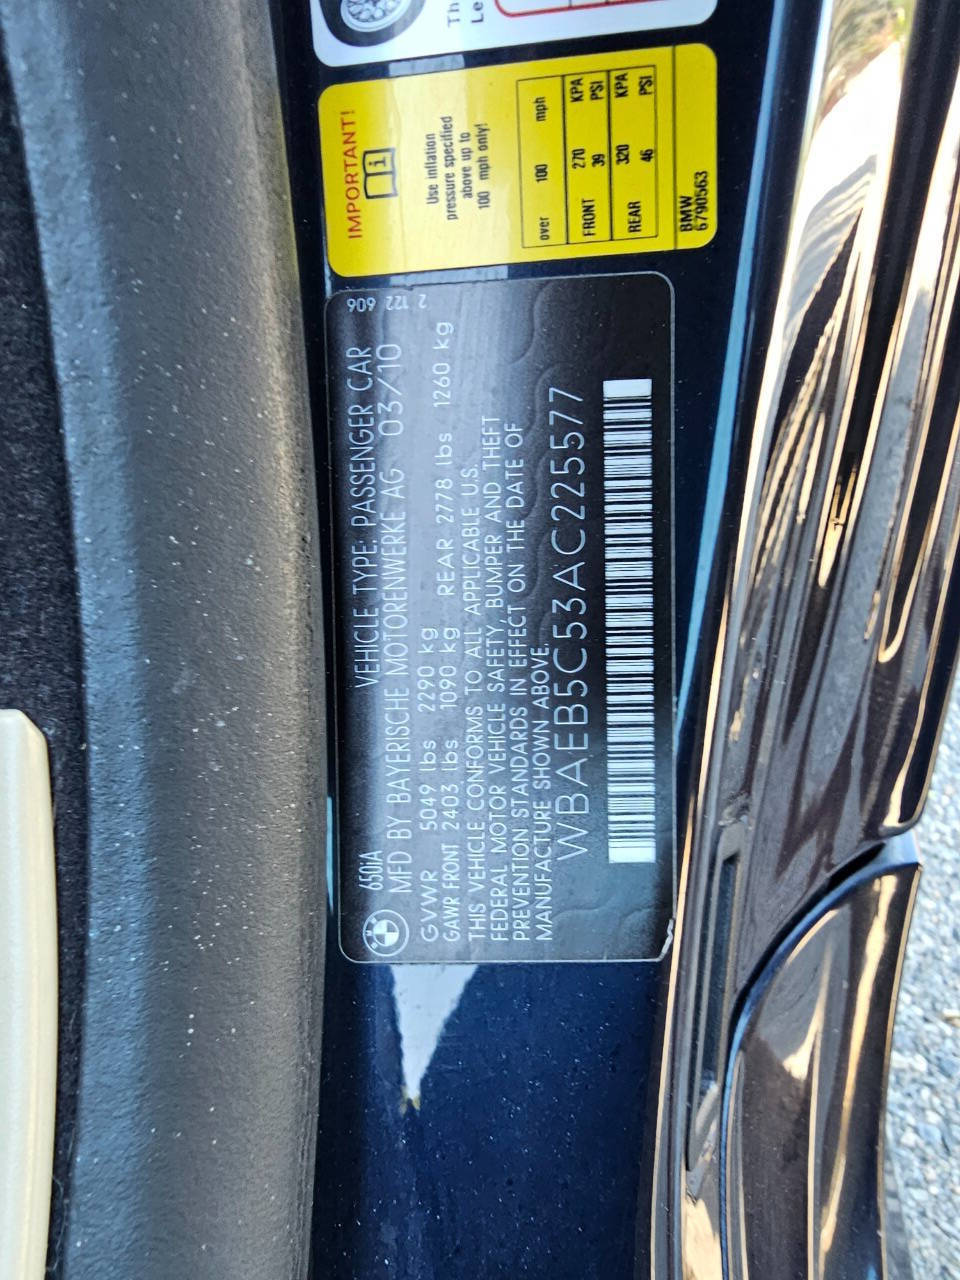 Th
Le
IMPORTANT!
i
Use inflation
pressure specified
above up to
100 mph only!
over 100 mph
FRONT 270 KPA
39 PSI
REAR 320 KPA
46 PSI
BMW
6790563
2 122 606
650iA VEHICLE TYPE: PASSENGER CAR
MFD BY BAYERISCHE MOTORENWERKE AG 03/10
GVWR 5049 lbs 2290 kg
GAWR FRONT 2403 lbs 1090 kg REAR 2778 lbs 1260 kg
THIS VEHICLE CONFORMS TO ALL APPLICABLE U.S.
FEDERAL MOTOR VEHICLE SAFETY, BUMPER AND THEFT
PREVENTION STANDARDS IN EFFECT ON THE DATE OF
MANUFACTURE SHOWN ABOVE.
WBAEB5C53AC225577